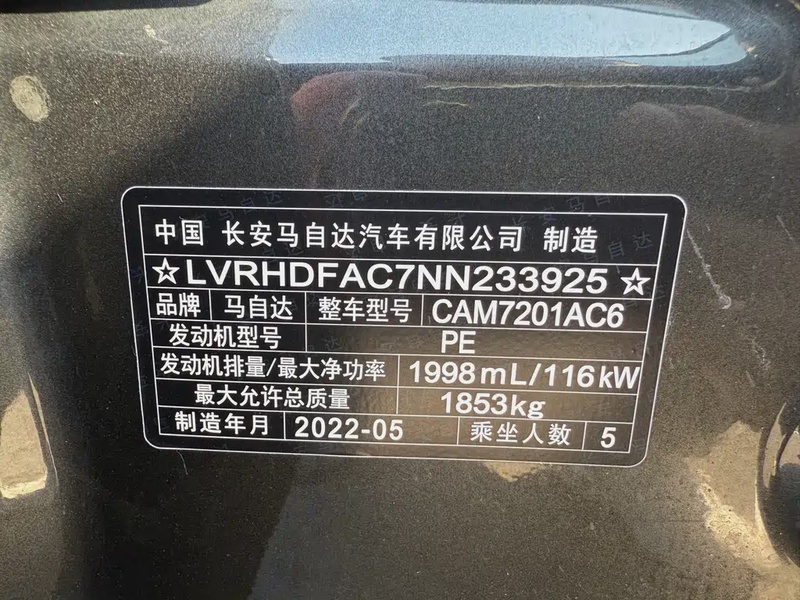 中国 长安马自达汽车有限公司 制造
☆LVRHDFAC7NN233925☆
品牌 马自达 整车型号 CAM7201AC6
发动机型号 PE
发动机排量/最大净功率 1998mL/116kW
最大允许总质量 1853kg
制造年月 2022-05 乘坐人数 5